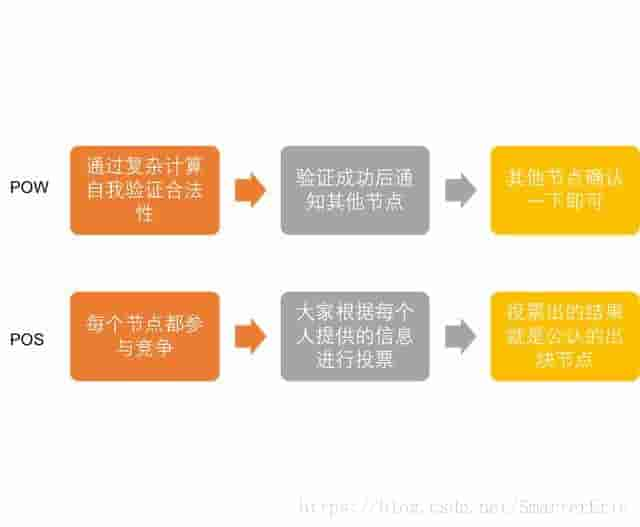 POW
通过复杂计算
自我验证合法
性
验证成功后通
知其他节点
其他节点确认
一下即可
POS
每个节点都参
与竞争
大家根据每个
人提供的信息
进行投票
投票出的结果
就是公认的出
块节点
https://blog.csdn.net/SmarterEric